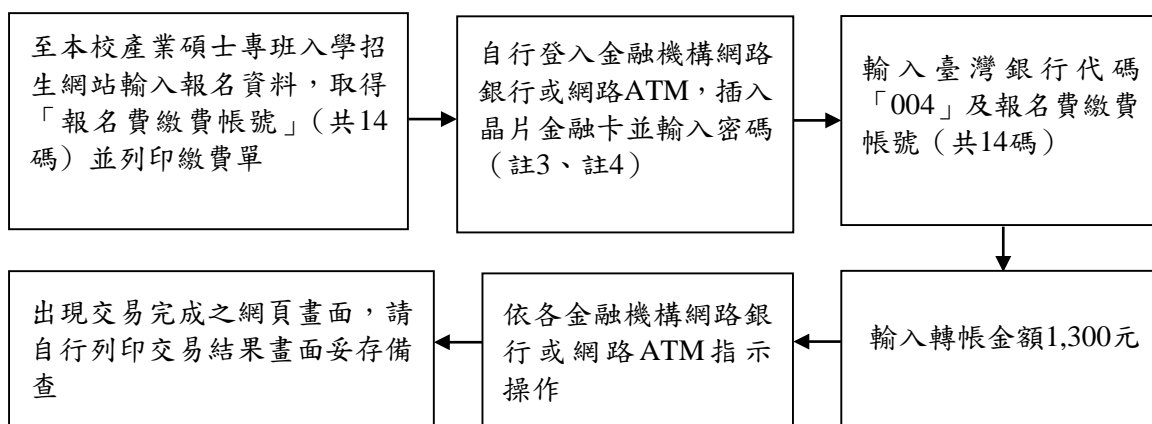 至本校產業碩士專班入學招
生網站輸入報名資料，取得
「報名費繳費帳號」（共14
碼）並列印繳費單
自行登入金融機構網路
銀行或網路ATM，插入
晶片金融卡並輸入密碼
（註3、註4）
輸入臺灣銀行代碼
「004」及報名費繳費
帳號（共14碼）
輸入轉帳金額1,300元
依各金融機構網路銀
行或網路ATM指示
操作
出現交易完成之網頁畫面，請
自行列印交易結果畫面妥存備
查